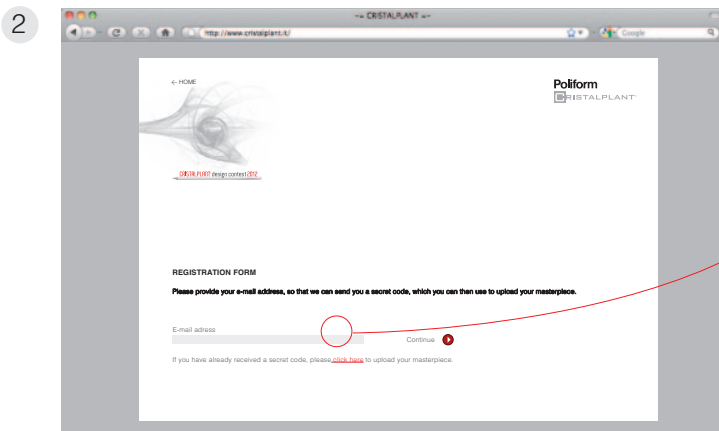 2
-= CRISTALPLANT =-
http://www.cristalplant.it/
Google
← HOME
Poliform
CRISTALPLANT®
CRISTALPLANT design contest 2012
REGISTRATION FORM
Please provide your e-mail address, so that we can send you a secret code, which you can then use to upload your masterpiece.
E-mail adress
Continue
If you have already received a secret code, please click here to upload your masterpiece.